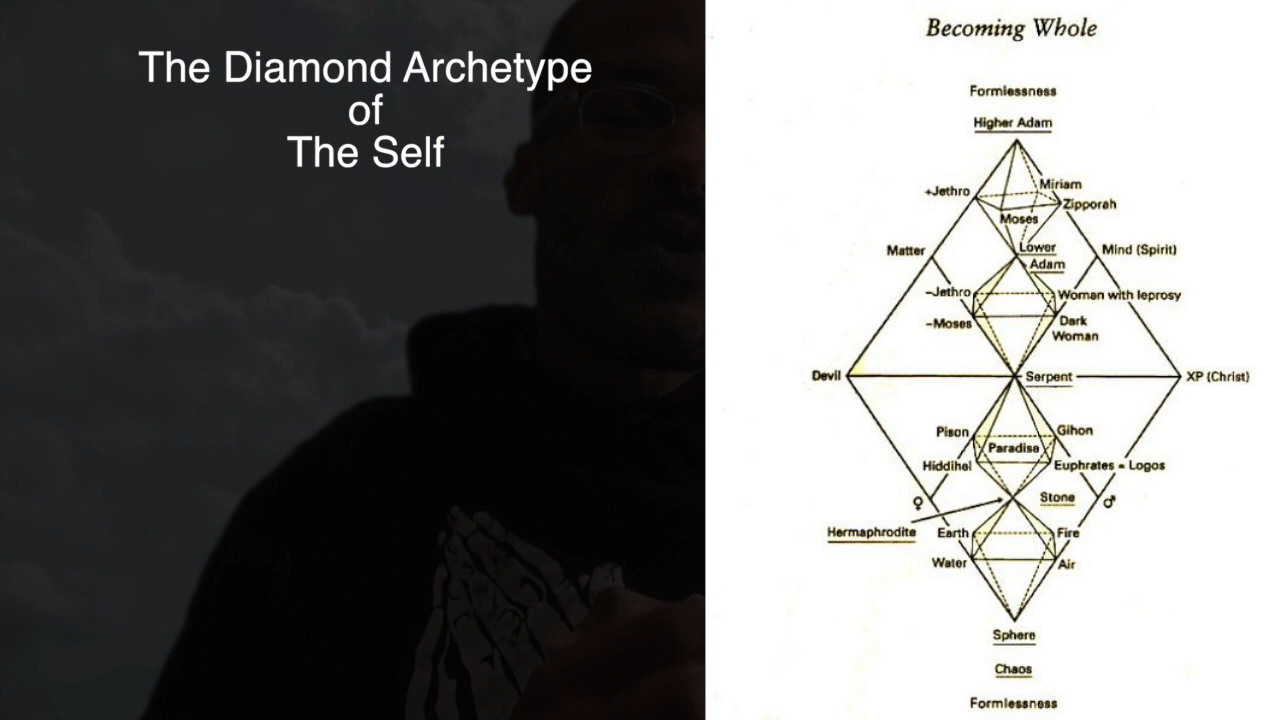 The Diamond Archetype
of
The Self
Becoming Whole
Formlessness
Higher Adam
+Jethro
Miriam
Zipporah
Moses
Matter
Lower
Adam
Mind (Spirit)
-Jethro
Woman with leprosy
-Moses
Dark
Woman
Devil
Serpent
XP (Christ)
Pison
Gihon
Paradise
Hiddihel
Euphrates = Logos
♀
Stone
♂
Hermaphrodite
Earth
Fire
Water
Air
Sphere
Chaos
Formlessness